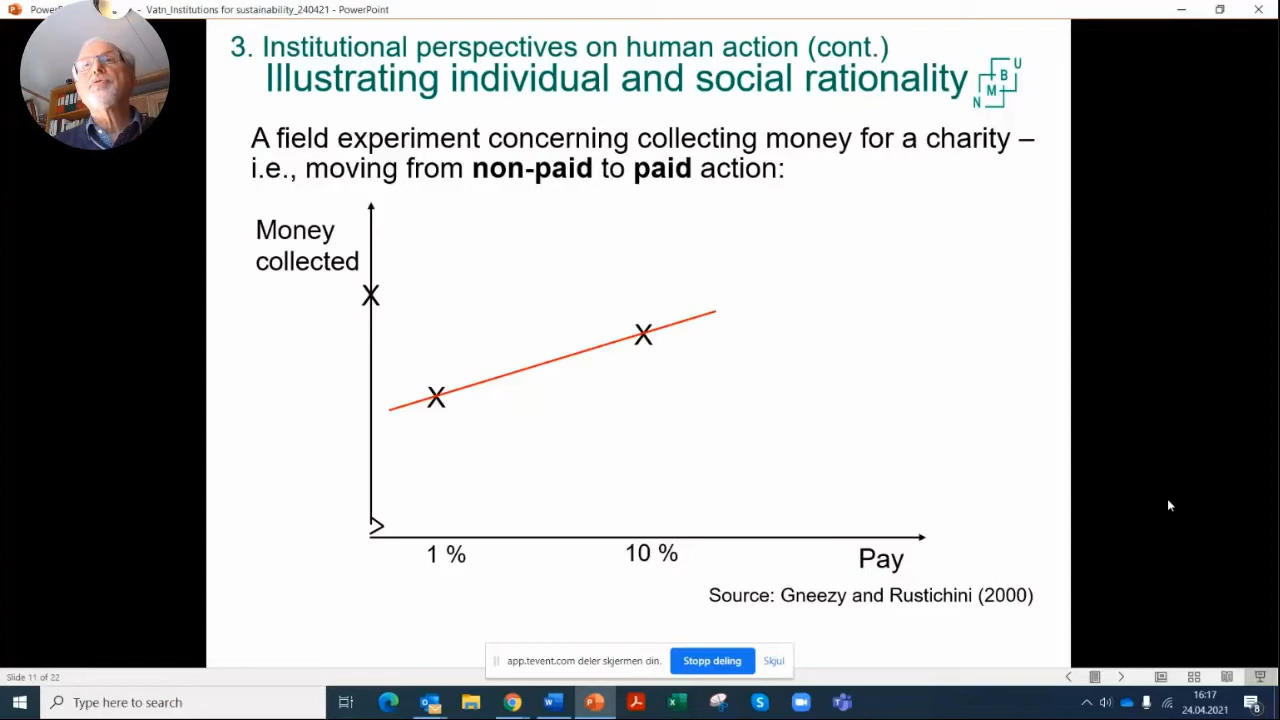 Power
Vatn_Institutions for sustainability_240421 - PowerPoint
3. Institutional perspectives on human action (cont.)
Illustrating individual and social rationality
N M B U
A field experiment concerning collecting money for a charity –
i.e., moving from non-paid to paid action:
Money
collected
X
X
X
1 %
10 %
Pay
Source: Gneezy and Rustichini (2000)
app.tevent.com deler skjermen din.
Stopp deling
Skjul
Slide 11 of 22
Type here to search
16:17
24.04.2021
8